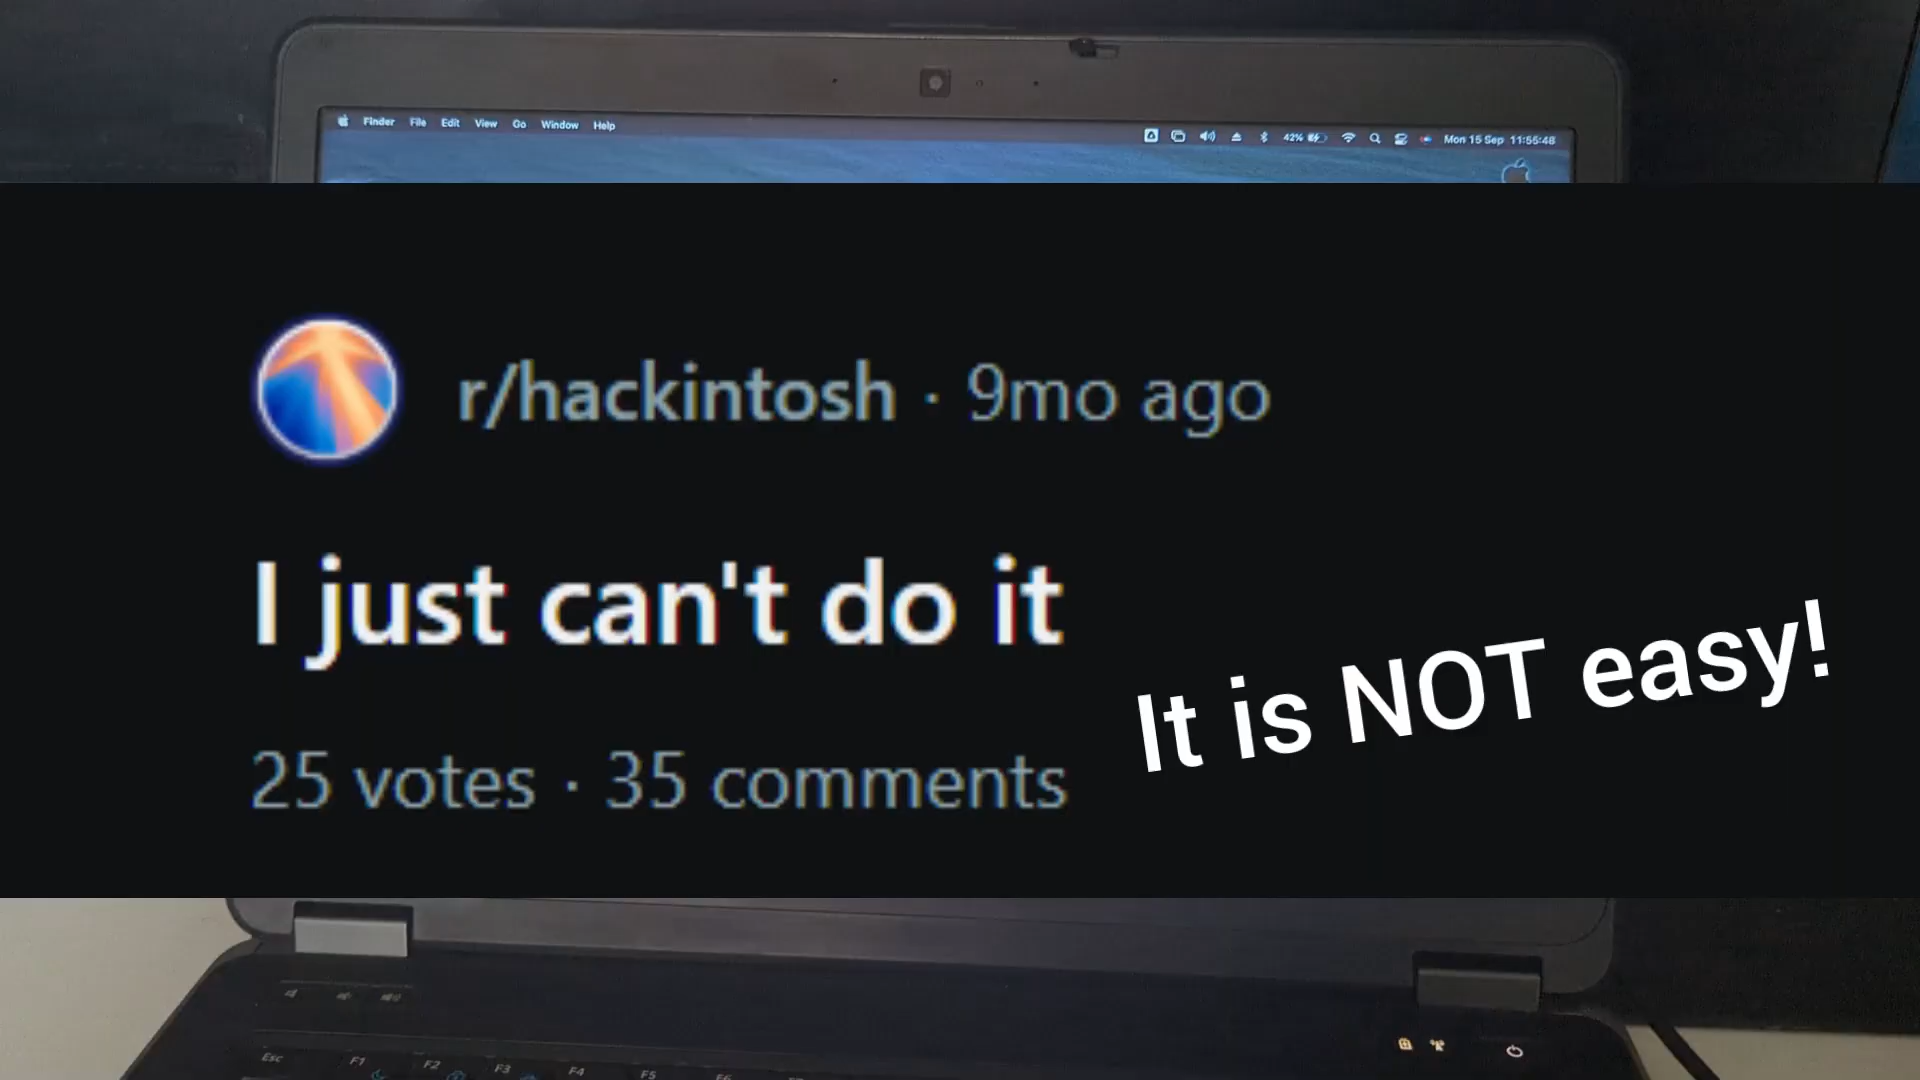 Finder File Edit View Go Window Help
42% Mon 15 Sep 11:55:48
r/hackintosh · 9mo ago
I just can't do it
It is NOT easy!
25 votes · 35 comments
Esc F1 F2 F3 F4 F5